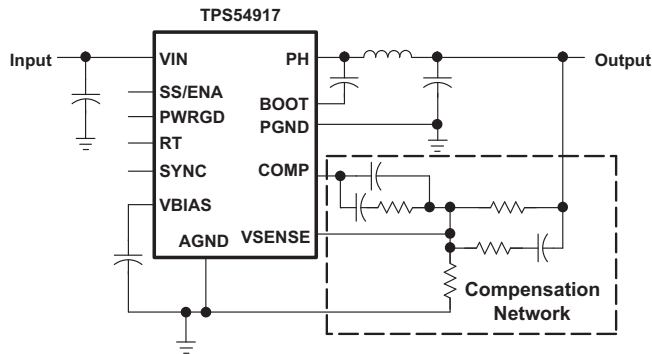 TPS54917
Input
VIN
PH
Output
SS/ENA
BOOT
PWRGD
PGND
RT
SYNC
COMP
VBIAS
AGND
VSENSE
Compensation
Network